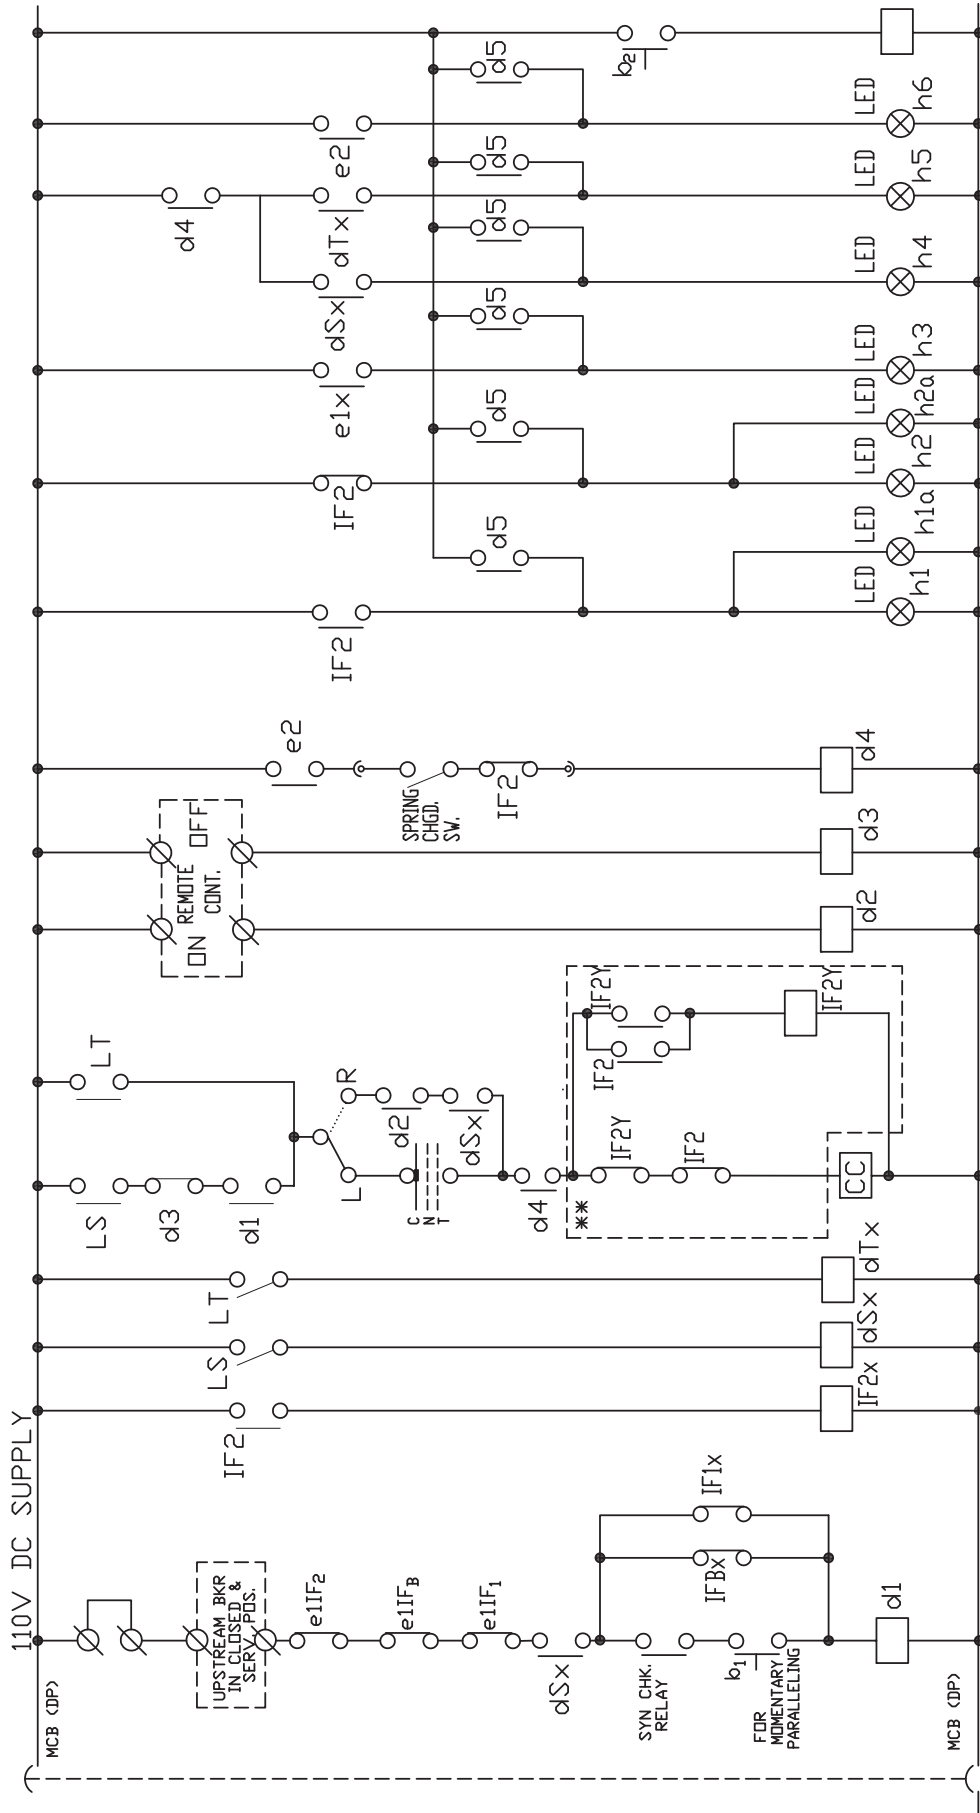 110V DC SUPPLY
MCB (DP)
MCB (DP)
UPSTREAM BKR
IN CLOSED &
SERV. POS.
e1IF2
e1IFB
e1IF1
dSx
SYN CHK.
RELAY
b1
FOR
MOMENTARY
PARALLELING
IFBx
IF1x
d1
IF2
IF2x
LS
dSx
LT
dTx
LS
d3
d1
LT
L
R
C
N
T
d2
dSx
d4
**
IF2Y
IF2
IF2
IF2Y
IF2Y
CC
ON
REMOTE
CONT.
OFF
d2
d3
e2
SPRING
CHGD.
SW.
IF2
d4
IF2
d5
LED
h1
LED
h1a
IF2
d5
LED
h2
LED
h2a
e1x
d5
LED
h3
dSx
d5
LED
h4
d4
dTx
d5
LED
h5
e2
d5
LED
h6
b2